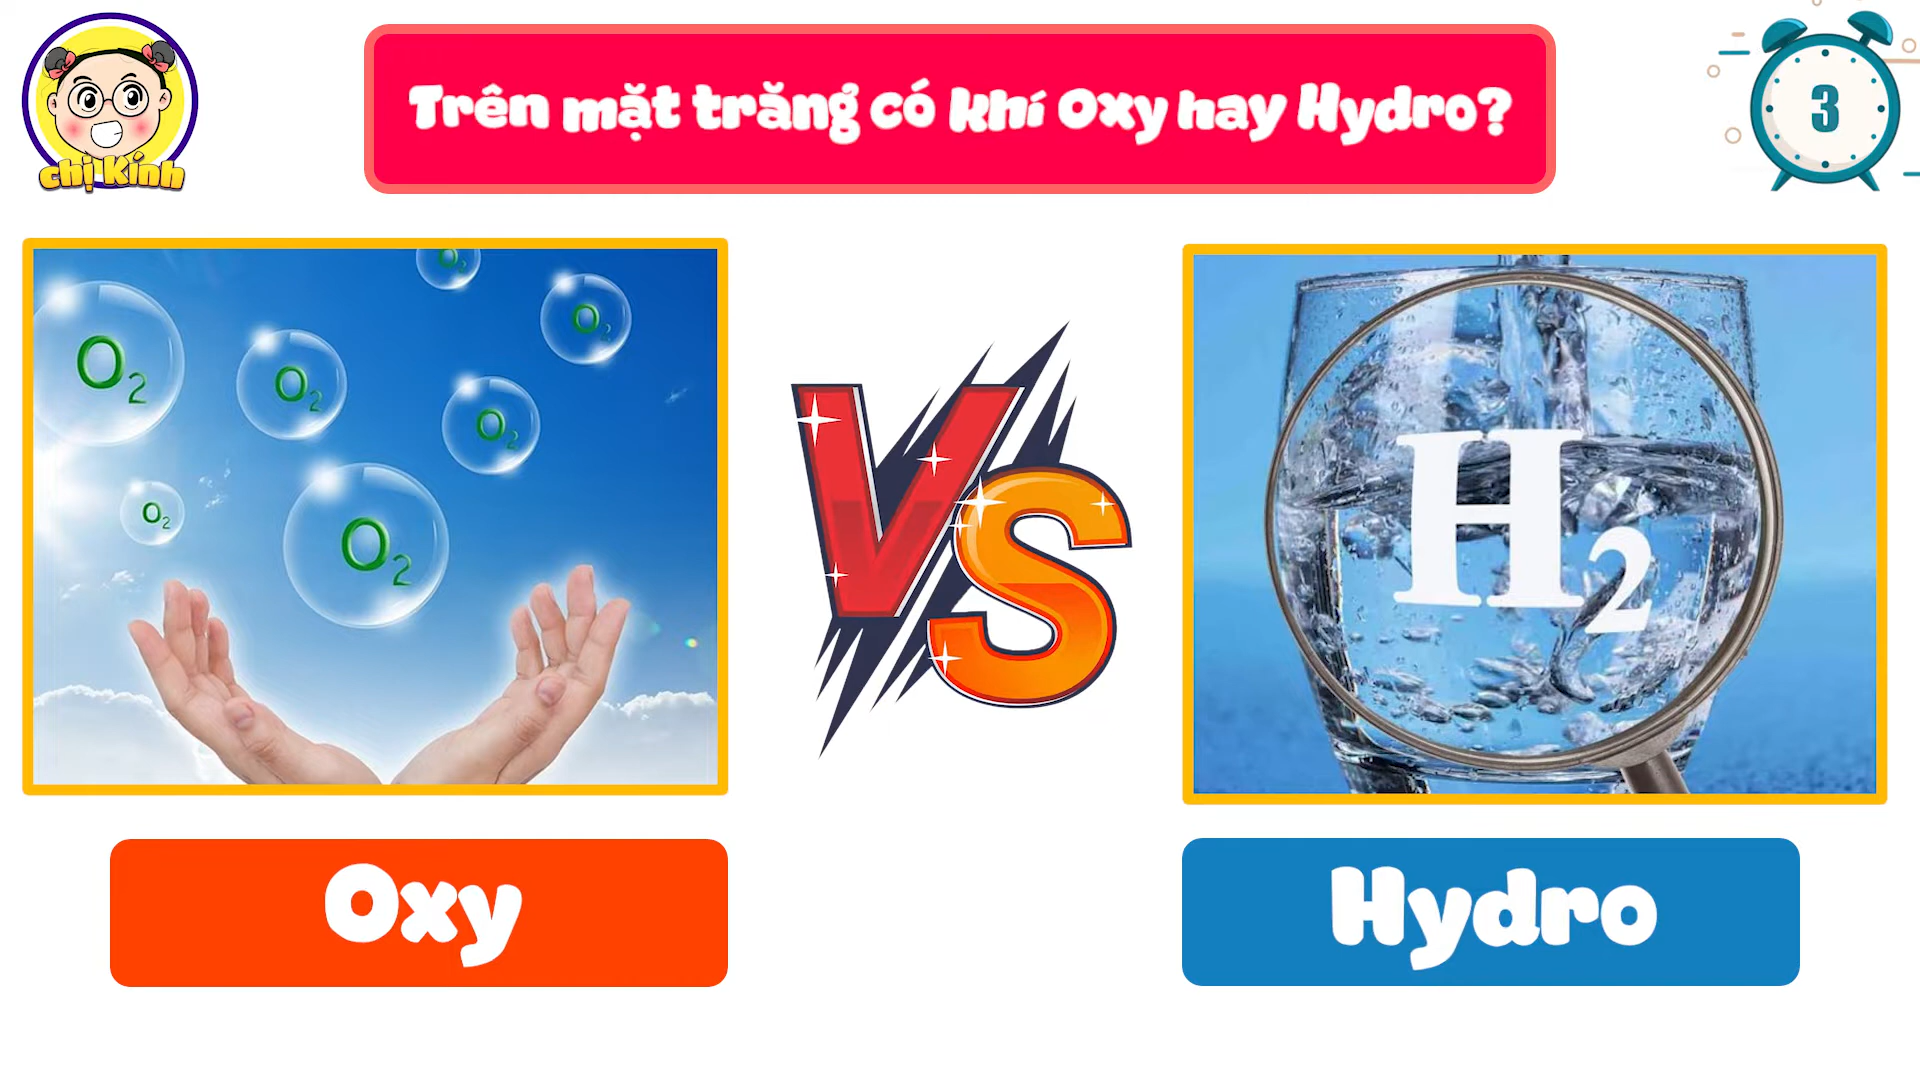 chị Kính
Trên mặt trăng có khí Oxy hay Hydro?
3
O2
O2
O2
O2
O2
O2
O2
VS
H2
Oxy
Hydro